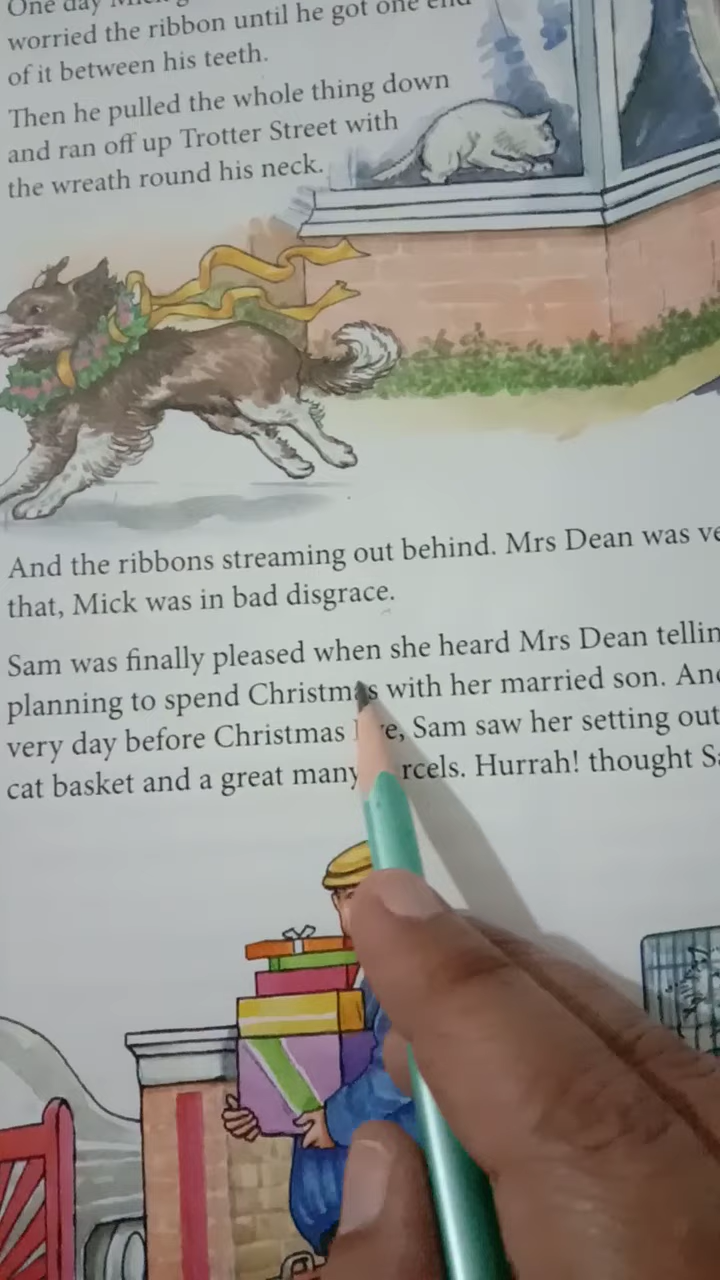 One day
worried the ribbon until he got one end
of it between his teeth.
Then he pulled the whole thing down
and ran off up Trotter Street with
the wreath round his neck.
And the ribbons streaming out behind. Mrs Dean was
that, Mick was in bad disgrace.
Sam was finally pleased when she heard Mrs Dean
planning to spend Christmas with her married son.
very day before Christmas Sam saw her setting out
cat basket and a great many Hurrah! thought